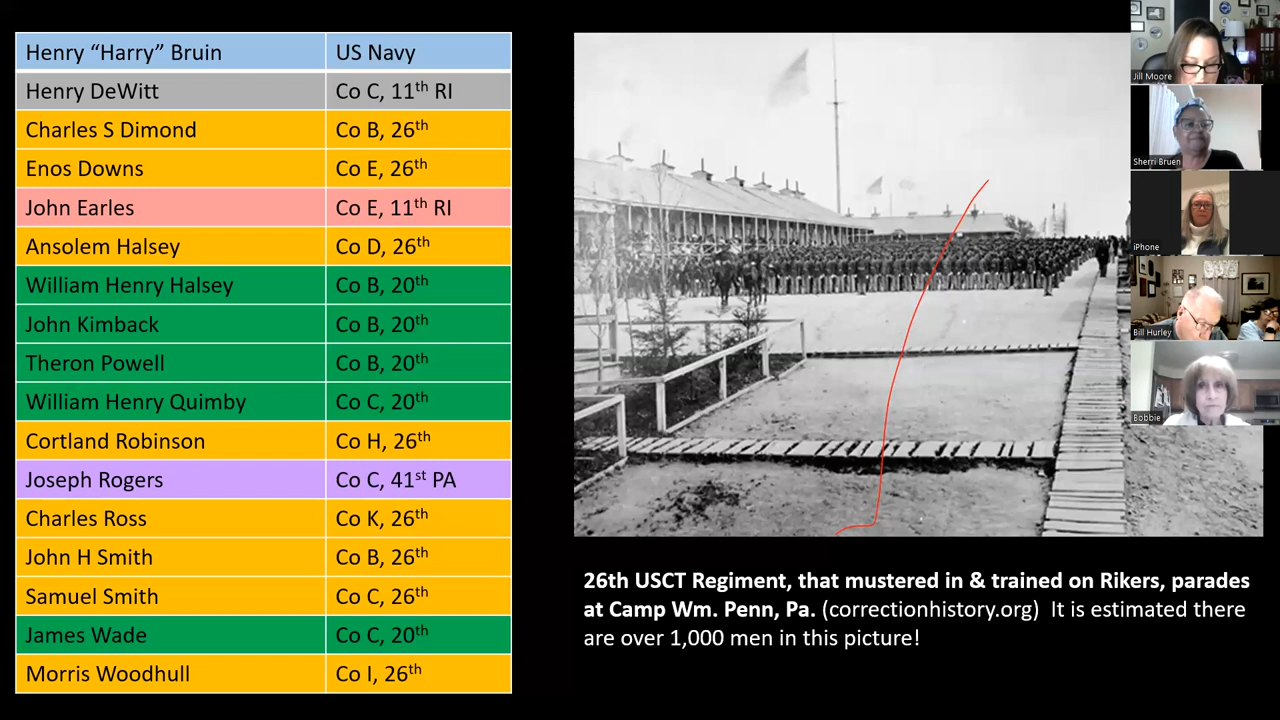 Henry “Harry” Bruin US Navy
Henry DeWitt Co C, 11th RI
Charles S Dimond Co B, 26th
Enos Downs Co E, 26th
John Earles Co E, 11th RI
Ansolem Halsey Co D, 26th
William Henry Halsey Co B, 20th
John Kimback Co B, 20th
Theron Powell Co B, 20th
William Henry Quimby Co C, 20th
Cortland Robinson Co H, 26th
Joseph Rogers Co C, 41st PA
Charles Ross Co K, 26th
John H Smith Co B, 26th
Samuel Smith Co C, 26th
James Wade Co C, 20th
Morris Woodhull Co I, 26th
26th USCT Regiment, that mustered in & trained on Rikers, parades
at Camp Wm. Penn, Pa. (correctionhistory.org) It is estimated there
are over 1,000 men in this picture!
Jill Moore
Sherri Bruen
iPhone
Bill Hurley
Bobbie